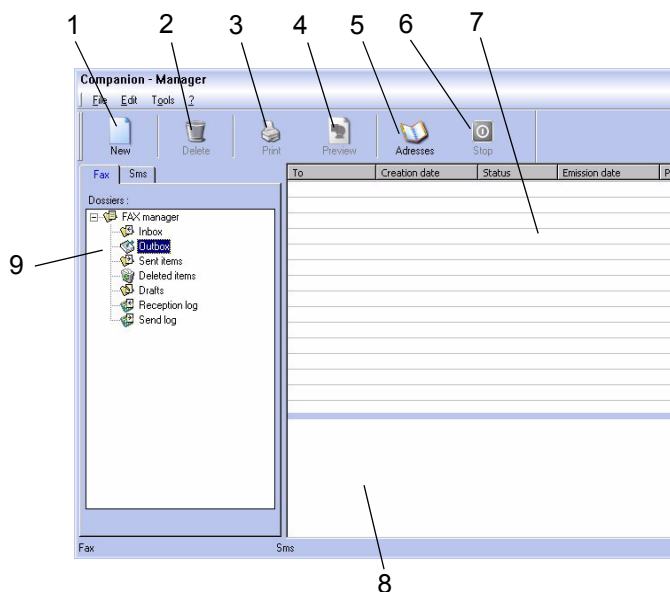 1 2 3 4 5 6 7
Companion - Manager
File Edit Tools ?
New Delete Print Preview Adresses Stop
Fax Sms
To Creation date Status Emission date P
Dossiers :
FAX manager
Inbox
9 Outbox
Sent items
Deleted items
Drafts
Reception log
Send log
Fax Sms
8